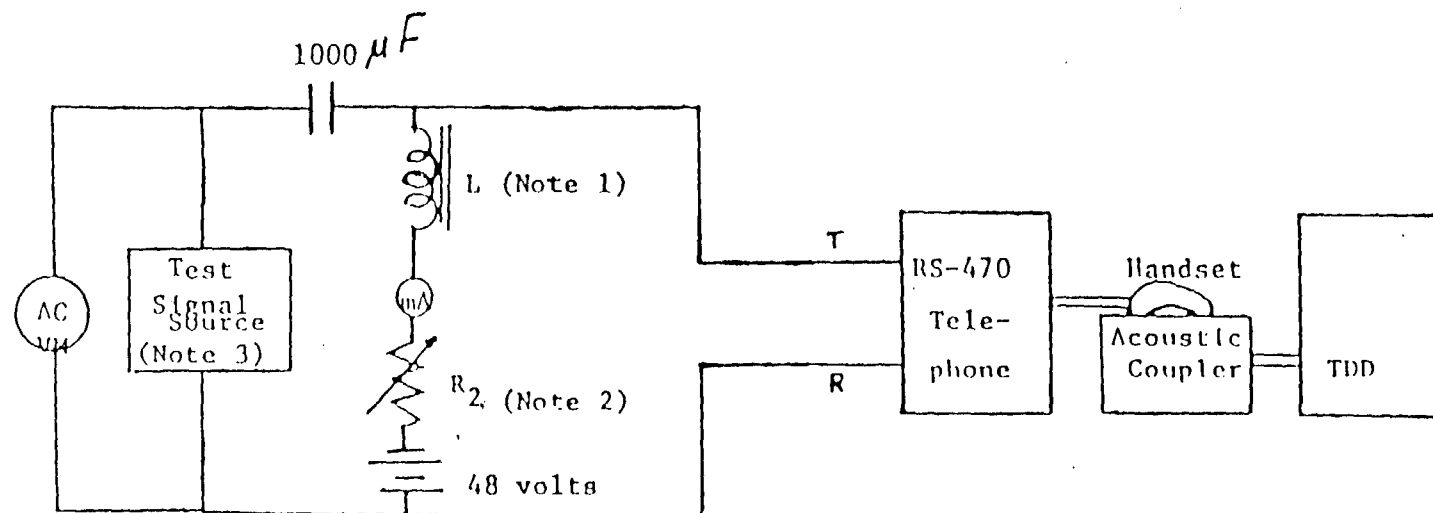 1000 µF
L (Note 1)
T
RS-470
Tele-
phone
Handset
Acoustic
Coupler
TDD
Test
Signal
Source
(Note 3)
AC
VM
mA
R2 (Note 2)
R
48 volts